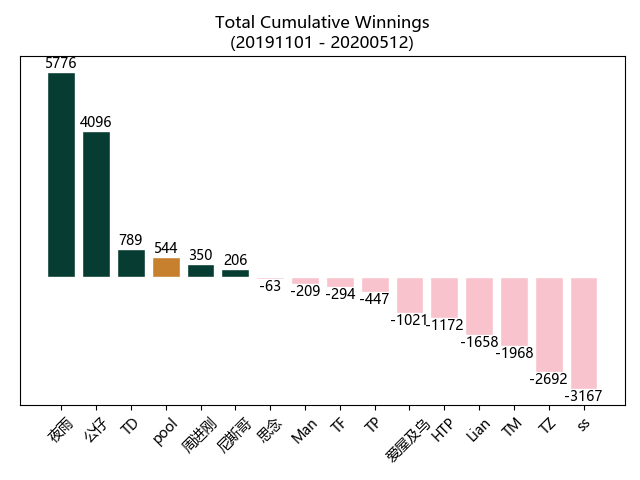 Total Cumulative Winnings
(20191101 - 20200512)
5776
4096
789
544
350
206
-63
-209
-294
-447
-1021
-1172
-1658
-1968
-2692
-3167
夜雨
公仔
TD
pool
周进刚
尼斯哥
思念
Man
TF
TP
爱屋及乌
HTP
Lian
TM
TZ
ss